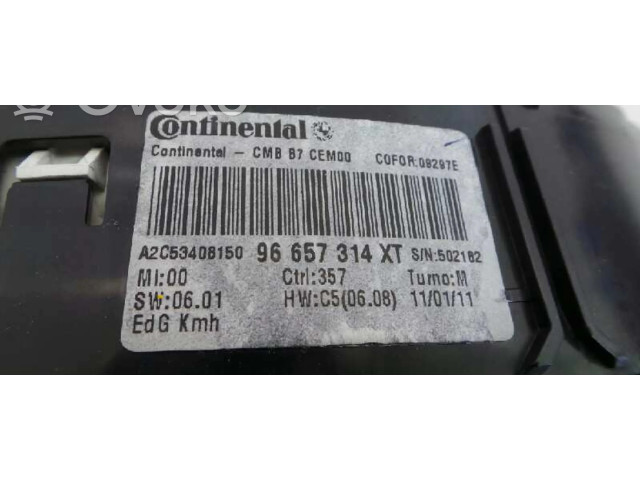 OVOKO
Continental
Continental - CMB B7 CEM00 COFOR:09297E
A2C53408150 96 657 314 XT S/N:502182
MI:00 Ctrl:357 Turno:M
SW:06.01 HW:C5(06.08) 11/01/11
EdG Kmh